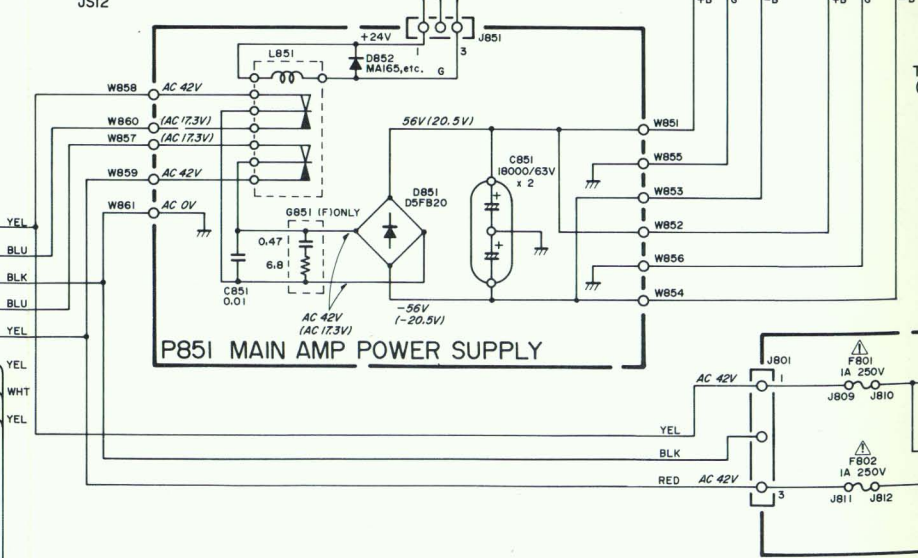 JS12
+B G -B +B G
+24V
J851
1 3
L851
D852
MA165,etc. G
W858 AC 42V
W860 (AC 17.3V)
W857 (AC 17.3V)
W859 AC 42V
W861 AC 0V
56V(20.5V)
W851
W855
W853
W852
W856
W854
C851
18000/63V
x 2
+
+
D851
D5FB20
G851 (F)ONLY
0.47
6.8
C851
0.01
AC 42V
(AC 17.3V)
-56V
(-20.5V)
P851 MAIN AMP POWER SUPPLY
YEL
BLU
BLK
BLU
YEL
YEL
WHT
YEL
J801
AC 42V 1
F801
1A 250V
J809 J810
YEL
BLK
F802
1A 250V
RED AC 42V 3
J811 J812